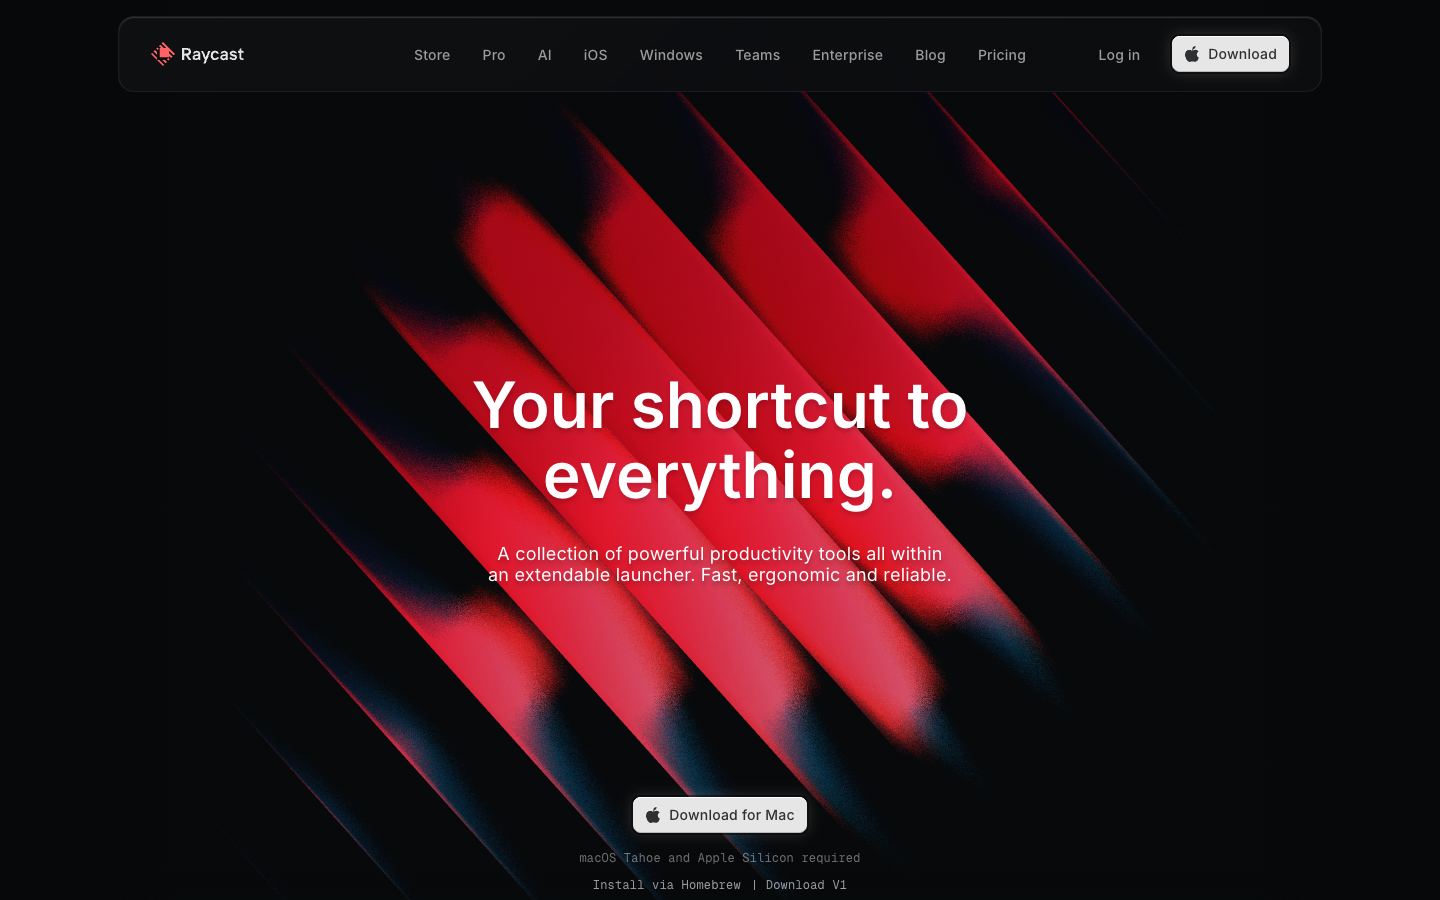 Raycast
Store Pro AI iOS Windows Teams Enterprise Blog Pricing Log in Download
Your shortcut to
everything.
A collection of powerful productivity tools all within
an extendable launcher. Fast, ergonomic and reliable.
Download for Mac
macOS Tahoe and Apple Silicon required
Install via Homebrew | Download V1